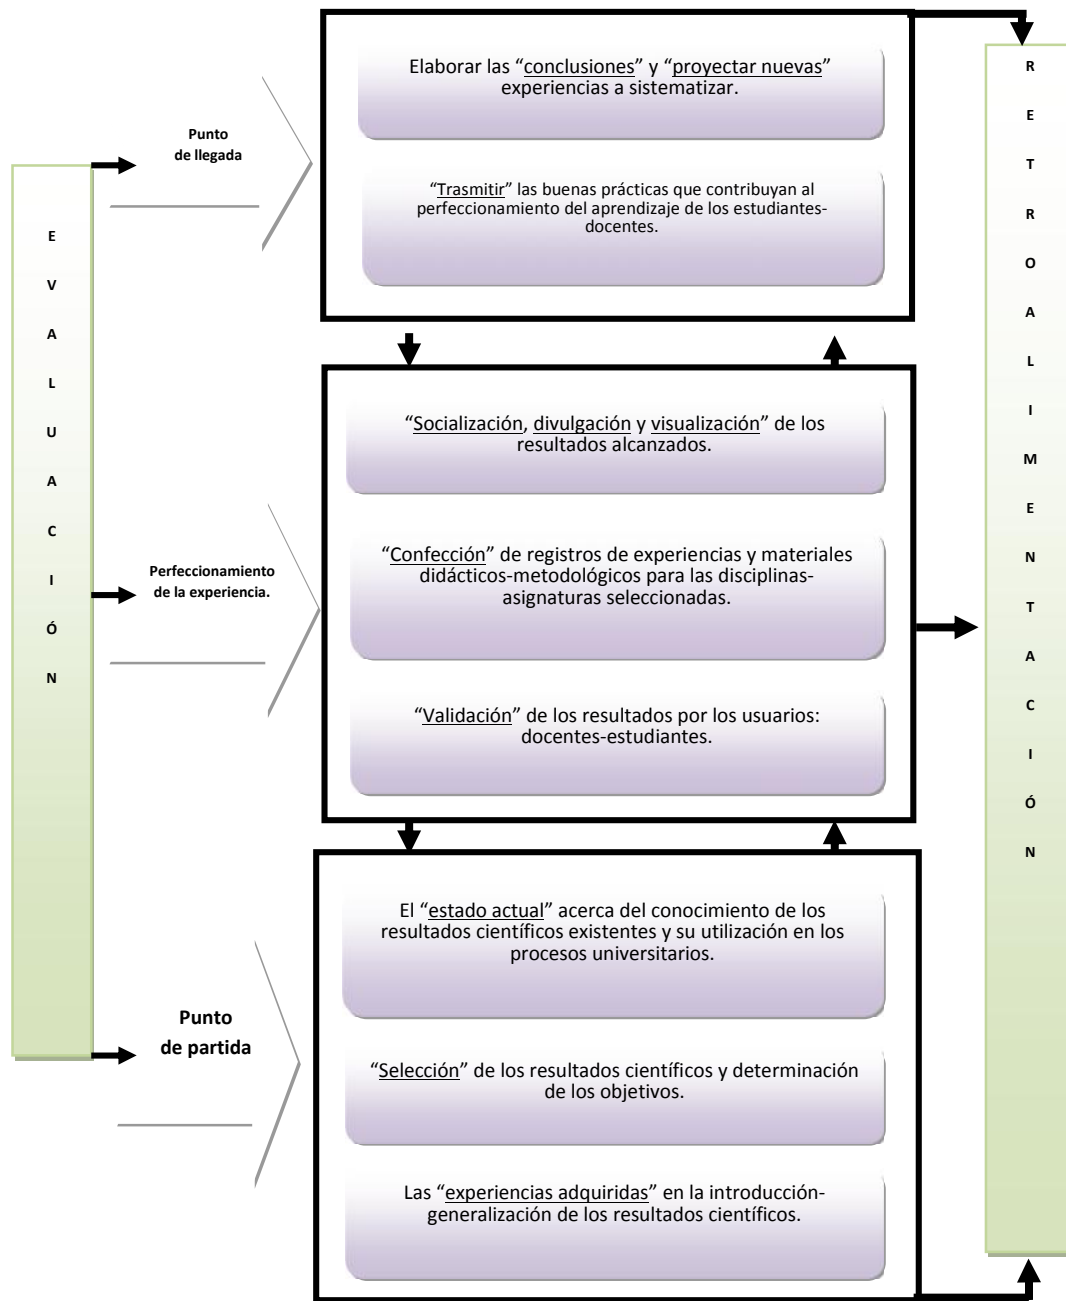 Elaborar las “conclusiones” y “proyectar nuevas”
experiencias a sistematizar.
Punto
de llegada
“Trasmitir” las buenas prácticas que contribuyan al
perfeccionamiento del aprendizaje de los estudiantes-
docentes.
EVALUACIÓN
“Socialización, divulgación y visualización” de los
resultados alcanzados.
Perfeccionamiento
de la experiencia.
“Confección” de registros de experiencias y materiales
didácticos-metodológicos para las disciplinas-
asignaturas seleccionadas.
“Validación” de los resultados por los usuarios:
docentes-estudiantes.
Punto
de partida
El “estado actual” acerca del conocimiento de los
resultados científicos existentes y su utilización en los
procesos universitarios.
“Selección” de los resultados científicos y determinación
de los objetivos.
Las “experiencias adquiridas” en la introducción-
generalización de los resultados científicos.
RETROALIMENTACIÓN